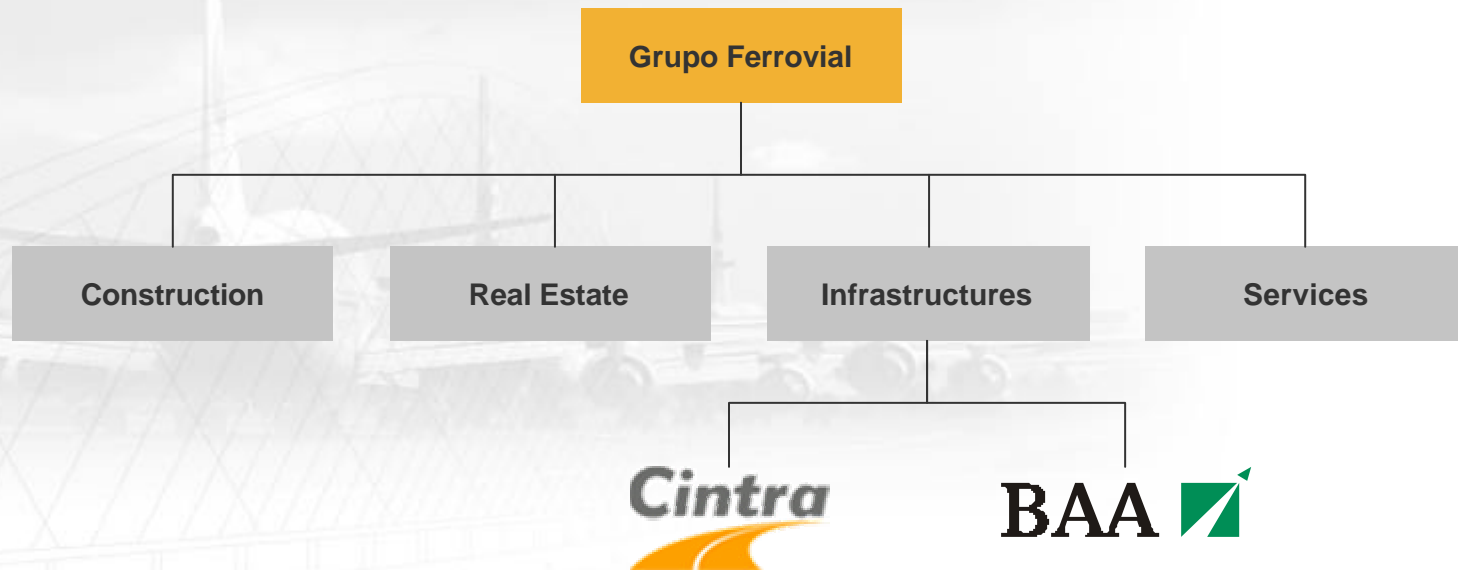 Grupo Ferrovial
Construction
Real Estate
Infrastructures
Services
Cintra
BAA